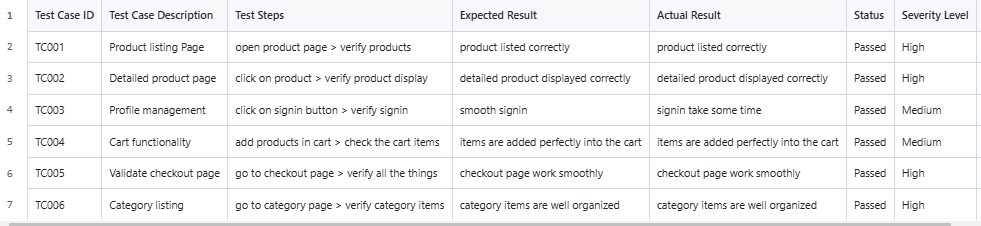 1 Test Case ID Test Case Description Test Steps Expected Result Actual Result Status Severity Level
2 TC001 Product listing Page open product page > verify products product listed correctly product listed correctly Passed High
3 TC002 Detailed product page click on product > verify product display detailed product displayed correctly detailed product displayed correctly Passed High
4 TC003 Profile management click on signin button > verify signin smooth signin signin take some time Passed Medium
5 TC004 Cart functionality add products in cart > check the cart items items are added perfectly into the cart items are added perfectly into the cart Passed Medium
6 TC005 Validate checkout page go to checkout page > verify all the things checkout page work smoothly checkout page work smoothly Passed High
7 TC006 Category listing go to category page > verify category items category items are well organized category items are well organized Passed High